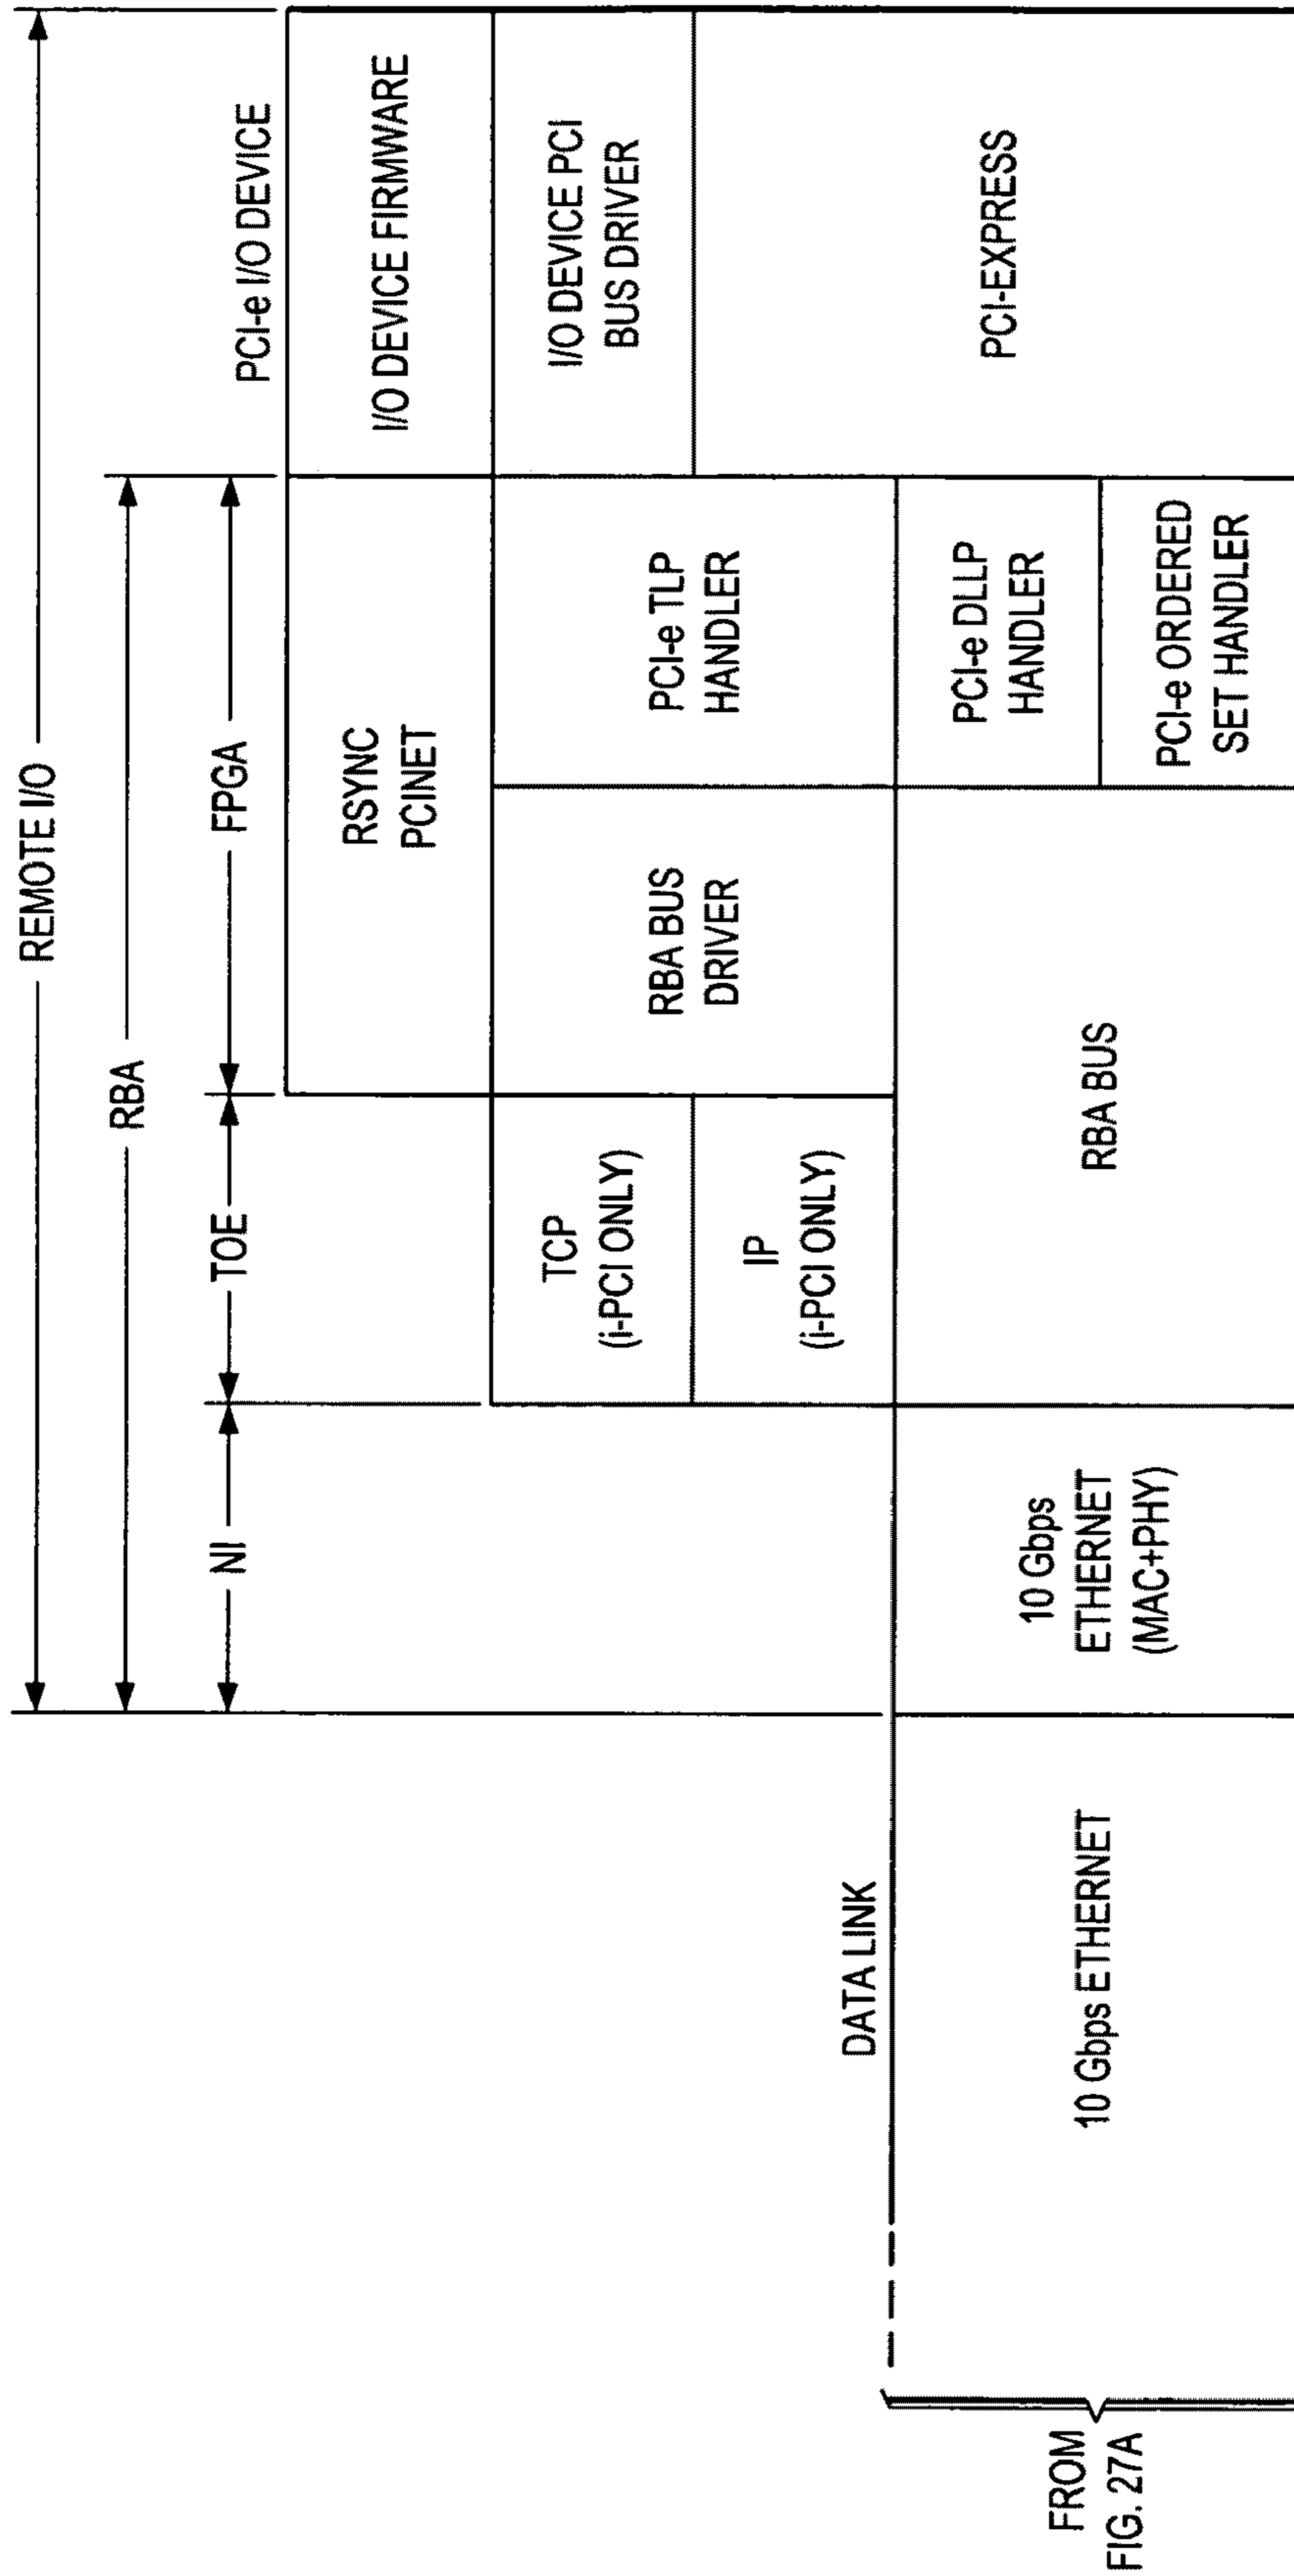 REMOTE I/O
RBA
NI
TOE
FPGA
PCI-e I/O DEVICE
RSYNC
PCINET
I/O DEVICE FIRMWARE
TCP
(i-PCI ONLY)
IP
(i-PCI ONLY)
RBA BUS
DRIVER
PCI-e TLP
HANDLER
I/O DEVICE PCI
BUS DRIVER
DATA LINK
FROM
FIG. 27A
10 Gbps ETHERNET
10 Gbps
ETHERNET
(MAC+PHY)
RBA BUS
PCI-e DLLP
HANDLER
PCI-e ORDERED
SET HANDLER
PCI-EXPRESS